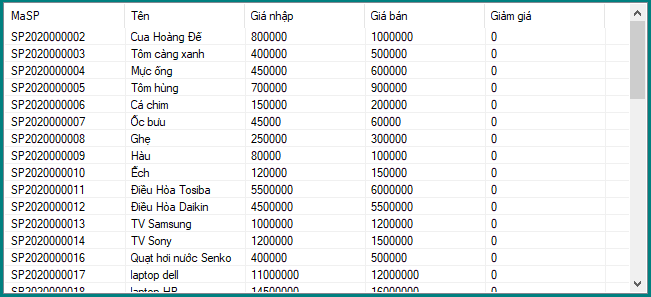 MaSP Tên Giá nhập Giá bán Giảm giá
SP2020000002 Cua Hoàng Đế 800000 1000000 0
SP2020000003 Tôm càng xanh 400000 500000 0
SP2020000004 Mực ống 450000 600000 0
SP2020000005 Tôm hùng 700000 900000 0
SP2020000006 Cá chim 150000 200000 0
SP2020000007 Ốc bưu 45000 60000 0
SP2020000008 Ghẹ 250000 300000 0
SP2020000009 Hàu 80000 100000 0
SP2020000010 Ếch 120000 150000 0
SP2020000011 Điều Hòa Tosiba 5500000 6000000 0
SP2020000012 Điều Hòa Daikin 4500000 5500000 0
SP2020000013 TV Samsung 1000000 1200000 0
SP2020000014 TV Sony 1200000 1500000 0
SP2020000016 Quạt hơi nước Senko 400000 500000 0
SP2020000017 laptop dell 11000000 12000000 0
SP2020000018 laptop HP 14500000 16000000 0